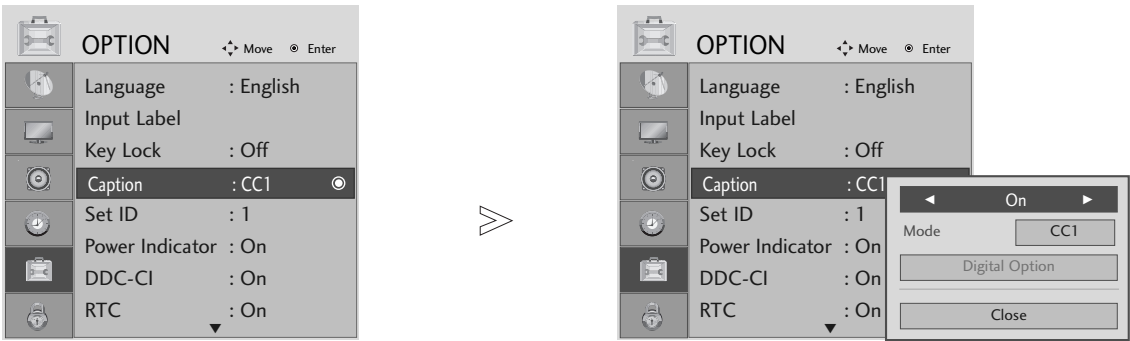 OPTION Move Enter
Language : English
Input Label
Key Lock : Off
Caption : CC1
Set ID : 1
Power Indicator : On
DDC-CI : On
RTC : On
OPTION Move Enter
Language : English
Input Label
Key Lock : Off
Caption : CC1
Set ID : 1
Power Indicator : On
DDC-CI : On
RTC : On
◄ On ►
Mode CC1
Digital Option
Close